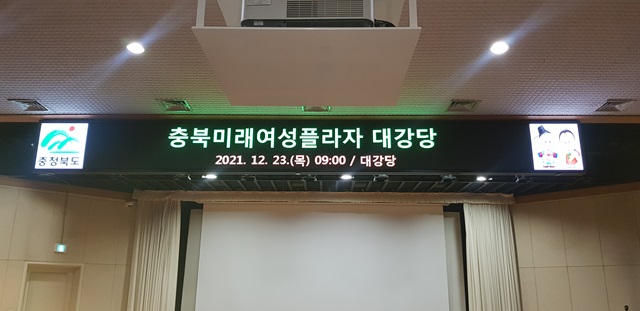 충북미래여성플라자 대강당
2021. 12. 23.(목) 09:00 / 대강당
충청북도